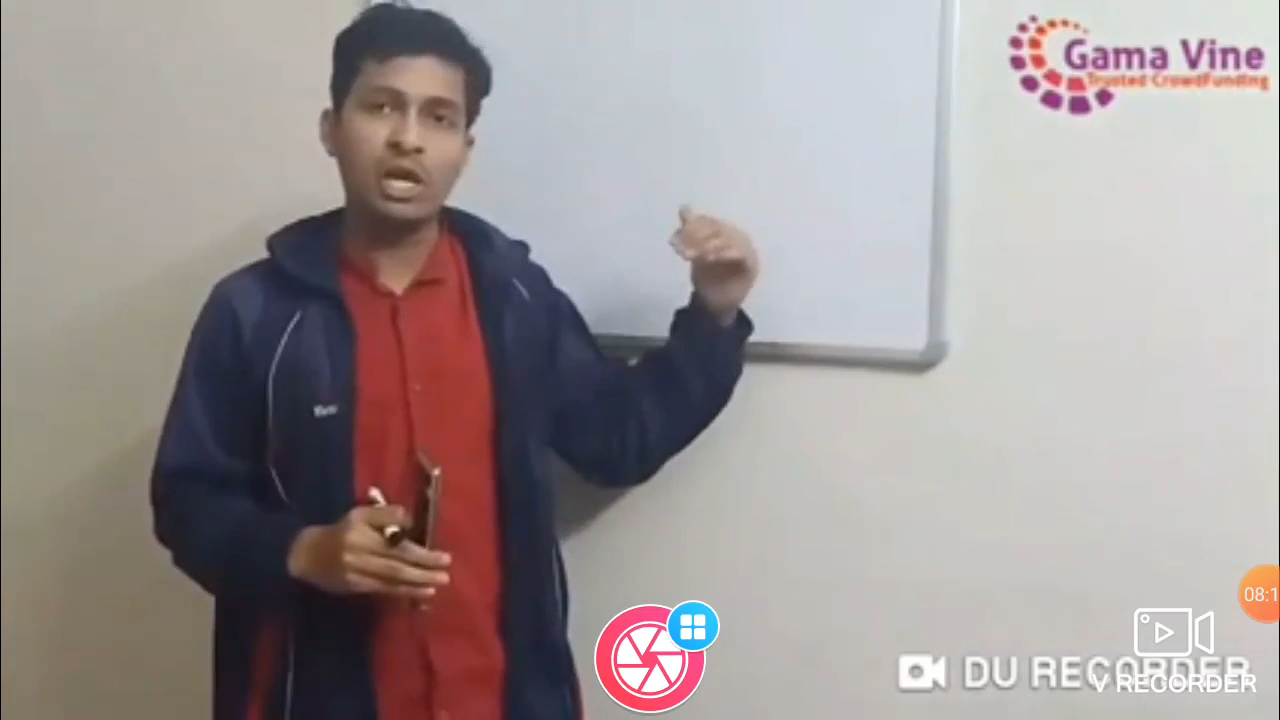 Gama Vine
Trusted CrowdFunding
08:1
DU RECORDER
V RECORDER